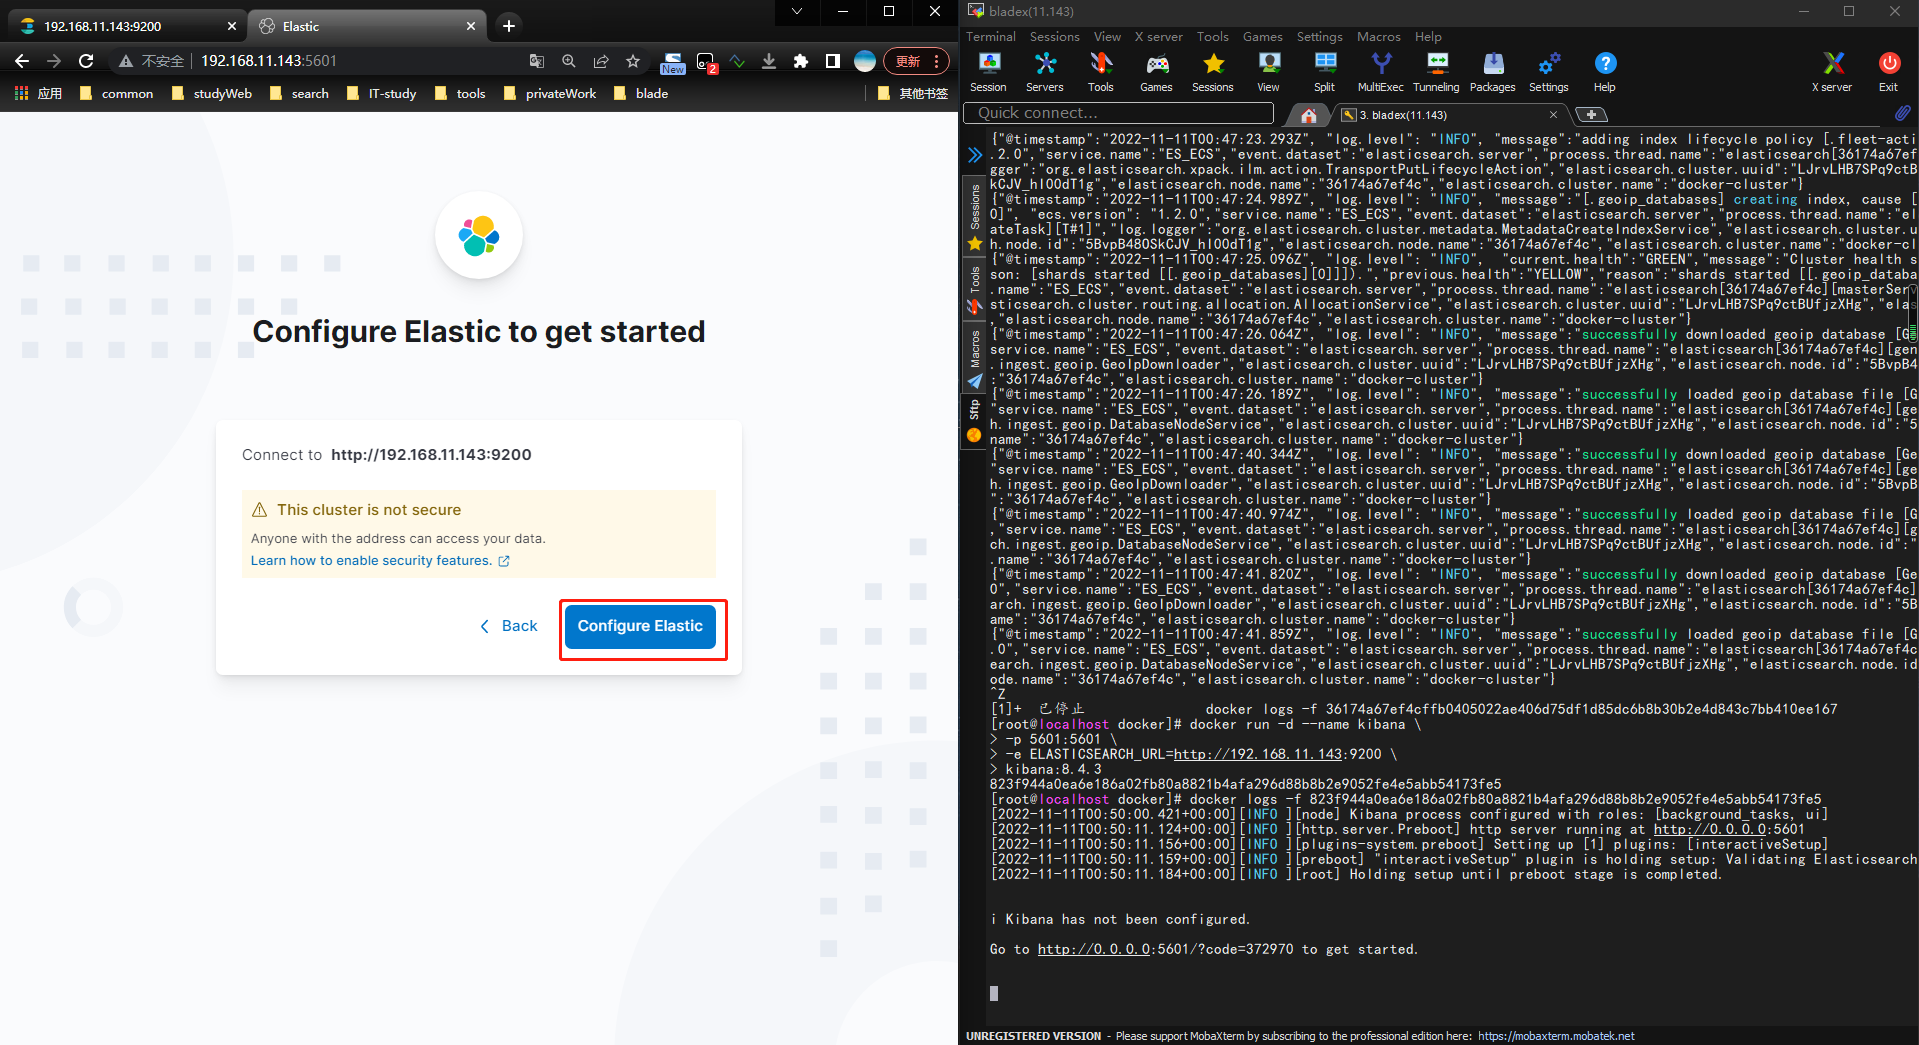 192.168.11.143:9200
Elastic
不安全
192.168.11.143:5601
New
2
更新
应用
common
studyWeb
search
IT-study
tools
privateWork
blade
其他书签
Configure Elastic to get started
Connect to http://192.168.11.143:9200
This cluster is not secure
Anyone with the address can access your data.
Learn how to enable security features.
Back
Configure Elastic
bladex(11.143)
Terminal Sessions View X server Tools Games Settings Macros Help
Session Servers Tools Games Sessions View Split MultiExec Tunneling Packages Settings Help X server Exit
Quick connect...
3. bladex(11.143)
Sessions
Tools
Macros
Sftp
{"@timestamp":"2022-11-11T00:47:23.293Z", "log.level": "INFO", "message":"adding index lifecycle policy [.fleet-acti
.2.0","service.name":"ES_ECS","event.dataset":"elasticsearch.server","process.thread.name":"elasticsearch[36174a67ef
gger":"org.elasticsearch.xpack.ilm.action.TransportPutLifecycleAction","elasticsearch.cluster.uuid":"LJrvLHB7SPq9ctB
kCJV_hIO0dT1g","elasticsearch.node.name":"36174a67ef4c","elasticsearch.cluster.name":"docker-cluster"}
{"@timestamp":"2022-11-11T00:47:24.989Z", "log.level": "INFO", "message":"[.geoip_databases] creating index, cause [
0]", "ecs.version": "1.2.0","service.name":"ES_ECS","event.dataset":"elasticsearch.server","process.thread.name":"el
ateTask][T#1]","log.logger":"org.elasticsearch.cluster.metadata.MetadataCreateIndexService","elasticsearch.cluster.u
h.node.id":"5BvpB48OSkCJV_hIO0dT1g","elasticsearch.node.name":"36174a67ef4c","elasticsearch.cluster.name":"docker-cl
{"@timestamp":"2022-11-11T00:47:25.096Z", "log.level": "INFO",  "current.health":"GREEN","message":"Cluster health s
son: [shards started [[.geoip_databases][0]]]).","previous.health":"YELLOW","reason":"shards started [[.geoip_databa
.name":"ES_ECS","event.dataset":"elasticsearch.server","process.thread.name":"elasticsearch[36174a67ef4c][masterSer
sticsearch.cluster.routing.allocation.AllocationService","elasticsearch.cluster.uuid":"LJrvLHB7SPq9ctBUfjzXHg","elas
,"elasticsearch.node.name":"36174a67ef4c","elasticsearch.cluster.name":"docker-cluster"}
{"@timestamp":"2022-11-11T00:47:26.064Z", "log.level": "INFO", "message":"successfully downloaded geoip database [G
service.name":"ES_ECS","event.dataset":"elasticsearch.server","process.thread.name":"elasticsearch[36174a67ef4c][gen
.ingest.geoip.GeoIpDownloader","elasticsearch.cluster.uuid":"LJrvLHB7SPq9ctBUfjzXHg","elasticsearch.node.id":"5BvpB4
:"36174a67ef4c","elasticsearch.cluster.name":"docker-cluster"}
{"@timestamp":"2022-11-11T00:47:26.189Z", "log.level": "INFO", "message":"successfully loaded geoip database file [G
"service.name":"ES_ECS","event.dataset":"elasticsearch.server","process.thread.name":"elasticsearch[36174a67ef4c][ge
h.ingest.geoip.DatabaseNodeService","elasticsearch.cluster.uuid":"LJrvLHB7SPq9ctBUfjzXHg","elasticsearch.node.id":"5
name":"36174a67ef4c","elasticsearch.cluster.name":"docker-cluster"}
{"@timestamp":"2022-11-11T00:47:40.344Z", "log.level": "INFO", "message":"successfully downloaded geoip database [Ge
"service.name":"ES_ECS","event.dataset":"elasticsearch.server","process.thread.name":"elasticsearch[36174a67ef4c][ge
h.ingest.geoip.GeoIpDownloader","elasticsearch.cluster.uuid":"LJrvLHB7SPq9ctBUfjzXHg","elasticsearch.node.id":"5BvpB
":"36174a67ef4c","elasticsearch.cluster.name":"docker-cluster"}
{"@timestamp":"2022-11-11T00:47:40.974Z", "log.level": "INFO", "message":"successfully loaded geoip database file [G
,"service.name":"ES_ECS","event.dataset":"elasticsearch.server","process.thread.name":"elasticsearch[36174a67ef4c][g
ch.ingest.geoip.DatabaseNodeService","elasticsearch.cluster.uuid":"LJrvLHB7SPq9ctBUfjzXHg","elasticsearch.node.id":"
.name":"36174a67ef4c","elasticsearch.cluster.name":"docker-cluster"}
{"@timestamp":"2022-11-11T00:47:41.820Z", "log.level": "INFO", "message":"successfully downloaded geoip database [Ge
0","service.name":"ES_ECS","event.dataset":"elasticsearch.server","process.thread.name":"elasticsearch[36174a67ef4c]
arch.ingest.geoip.GeoIpDownloader","elasticsearch.cluster.uuid":"LJrvLHB7SPq9ctBUfjzXHg","elasticsearch.node.id":"5B
ame":"36174a67ef4c","elasticsearch.cluster.name":"docker-cluster"}
{"@timestamp":"2022-11-11T00:47:41.859Z", "log.level": "INFO", "message":"successfully loaded geoip database file [G
.0","service.name":"ES_ECS","event.dataset":"elasticsearch.server","process.thread.name":"elasticsearch[36174a67ef4c
earch.ingest.geoip.DatabaseNodeService","elasticsearch.cluster.uuid":"LJrvLHB7SPq9ctBUfjzXHg","elasticsearch.node.id
ode.name":"36174a67ef4c","elasticsearch.cluster.name":"docker-cluster"}
^Z
[1]+ 已停止 docker logs -f 36174a67ef4cffb0405022ae406d75df1d85dc6b8b30b2e4d843c7bb410ee167
[root@localhost docker]# docker run -d --name kibana \
> -p 5601:5601 \
> -e ELASTICSEARCH_URL=http://192.168.11.143:9200 \
> kibana:8.4.3
823f944a0ea6e186a02fb80a8821b4afa296d88b8b2e9052fe4e5abb54173fe5
[root@localhost docker]# docker logs -f 823f944a0ea6e186a02fb80a8821b4afa296d88b8b2e9052fe4e5abb54173fe5
[2022-11-11T00:50:00.421+00:00][INFO ][node] Kibana process configured with roles: [background_tasks, ui]
[2022-11-11T00:50:11.124+00:00][INFO ][http.server.Preboot] http server running at http://0.0.0.0:5601
[2022-11-11T00:50:11.156+00:00][INFO ][plugins-system.preboot] Setting up [1] plugins: [interactiveSetup]
[2022-11-11T00:50:11.159+00:00][INFO ][preboot] "interactiveSetup" plugin is holding setup: Validating Elasticsearch
[2022-11-11T00:50:11.184+00:00][INFO ][root] Holding setup until preboot stage is completed.
i Kibana has not been configured.
Go to http://0.0.0.0:5601/?code=372970 to get started.
UNREGISTERED VERSION - Please support MobaXterm by subscribing to the professional edition here: https://mobaxterm.mobatek.net